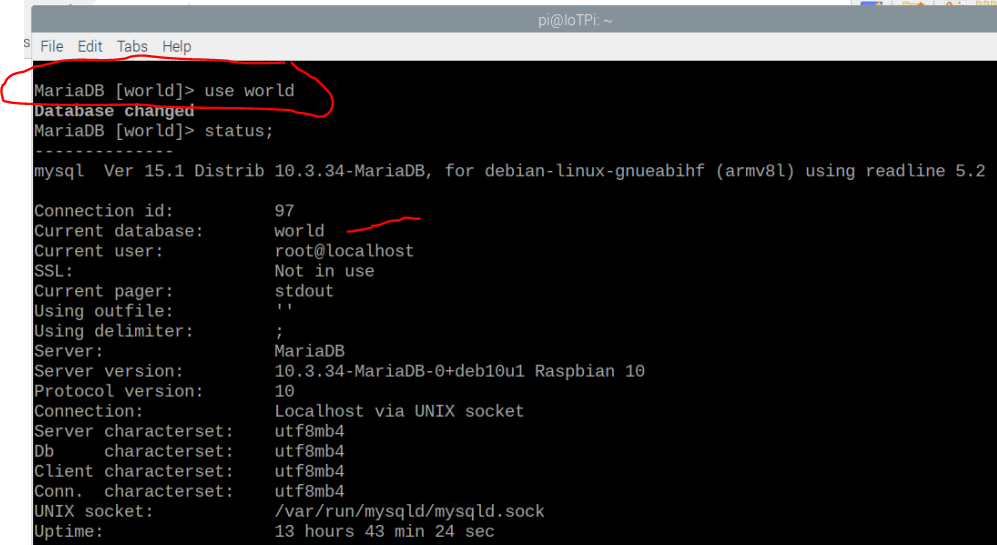 pi@IoTPi: ~
File Edit Tabs Help
MariaDB [world]> use world
Database changed
MariaDB [world]> status;
--------------
mysql  Ver 15.1 Distrib 10.3.34-MariaDB, for debian-linux-gnueabihf (armv8l) using readline 5.2
Connection id:          97
Current database:       world
Current user:           root@localhost
SSL:                    Not in use
Current pager:          stdout
Using outfile:          ''
Using delimiter:        ;
Server:                 MariaDB
Server version:         10.3.34-MariaDB-0+deb10u1 Raspbian 10
Protocol version:       10
Connection:             Localhost via UNIX socket
Server characterset:    utf8mb4
Db     characterset:    utf8mb4
Client characterset:    utf8mb4
Conn.  characterset:    utf8mb4
UNIX socket:            /var/run/mysqld/mysqld.sock
Uptime:                 13 hours 43 min 24 sec